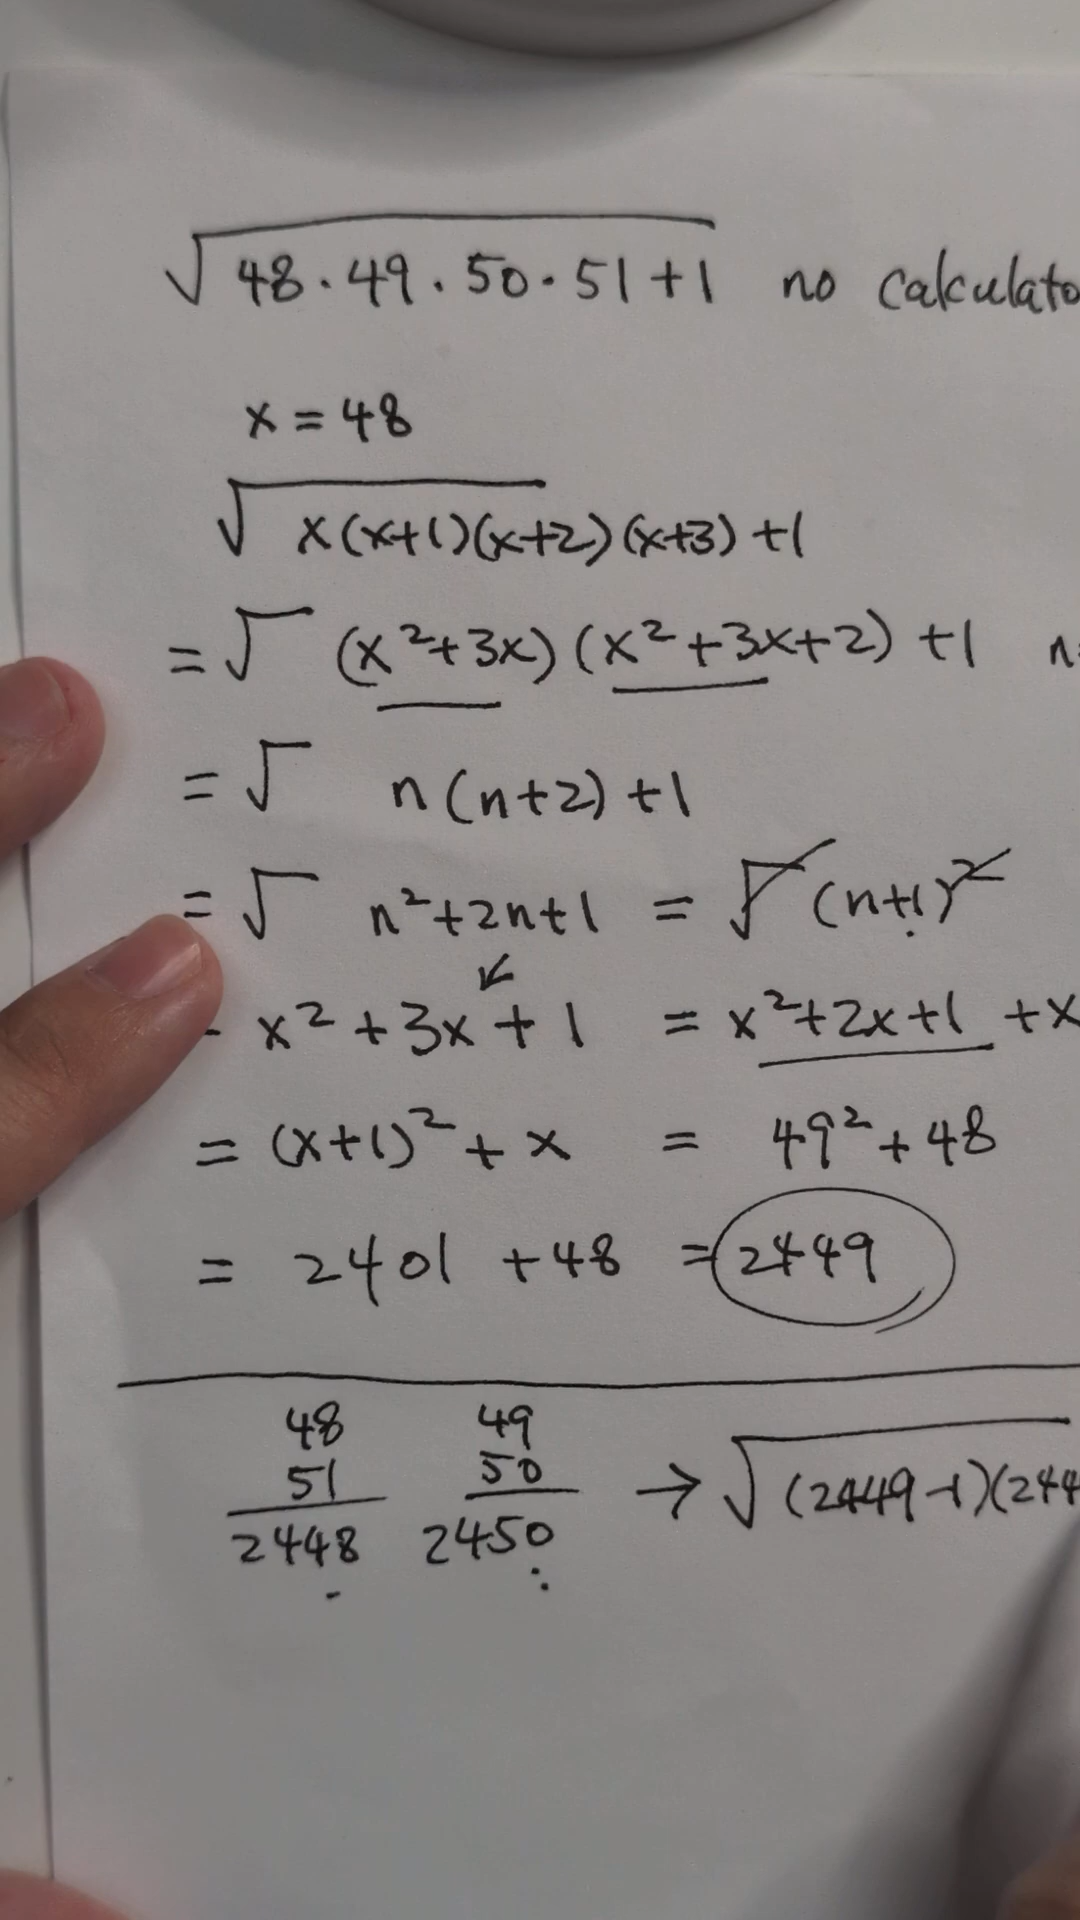 √48·49·50·51+1 no calculato
x = 48
√x(x+1)(x+2)(x+3)+1
= √(x²+3x)(x²+3x+2)+1 n
= √n(n+2)+1
= √n²+2n+1 = √(n+1)²
- x²+3x+1 = x²+2x+1+x
= (x+1)²+x = 49²+48
= 2401+48 = 2449
48 49
51 50 → √(2449-1)(244
2448 2450